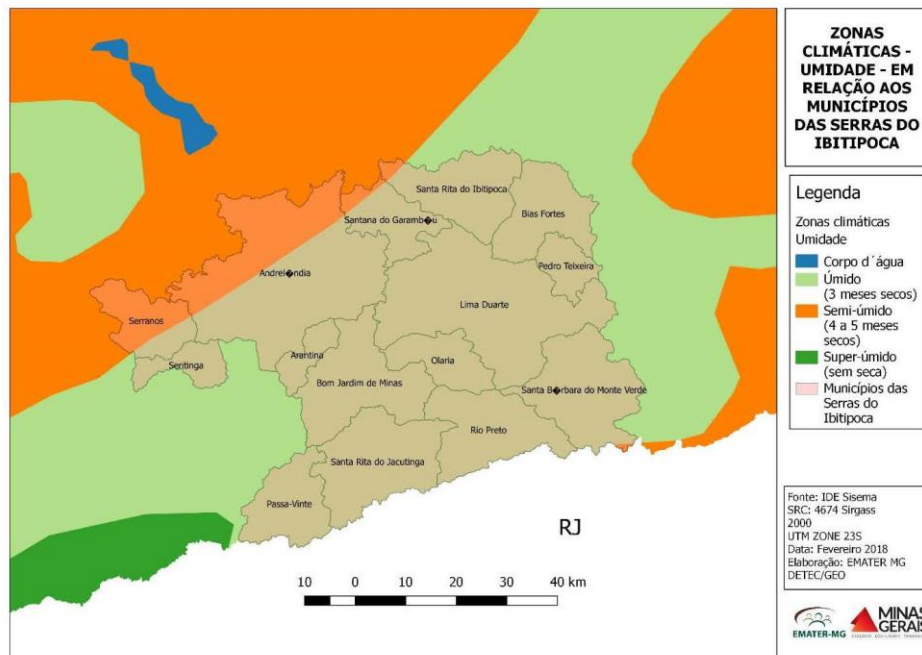 ZONAS
CLIMÁTICAS -
UMIDADE - EM
RELAÇÃO AOS
MUNICÍPIOS
DAS SERRAS DO
IBITIPOCA
Legenda
Zonas climáticas
Umidade
Corpo d´água
Úmido
(3 meses secos)
Semi-úmido
(4 a 5 meses
secos)
Super-úmido
(sem seca)
Municípios das
Serras do
Ibitipoca
Santa Rita do Ibitipoca
Bias Fortes
Santana do Garamb�u
Pedro Teixeira
Andrel�ndia
Lima Duarte
Serranos
Arantina
Olaria
Seritinga
Bom Jardim de Minas
Santa B�rbara do Monte Verde
Rio Preto
Santa Rita do Jacutinga
Passa-Vinte
RJ
10 0 10 20 30 40 km
Fonte: IDE Sisema
SRC: 4674 Sirgass
2000
UTM ZONE 23S
Data: Fevereiro 2018
Elaboração: EMATER MG
DETEC/GEO
EMATER-MG
MINAS
GERAIS